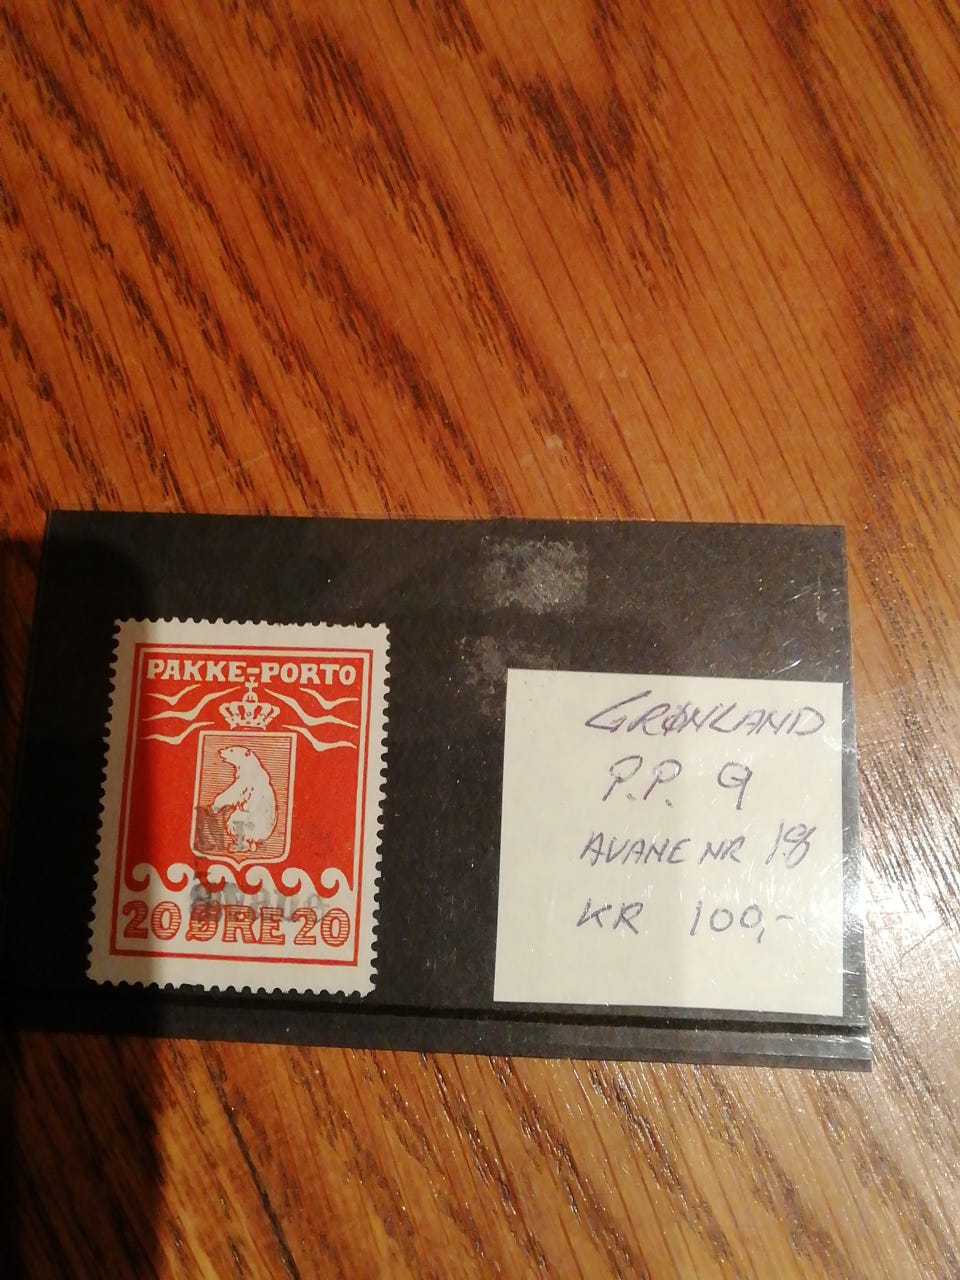 PAKKE-PORTO
20 ØRE 20
GRØNLAND
P.P. 9
AVANE NR 18
KR 100,-